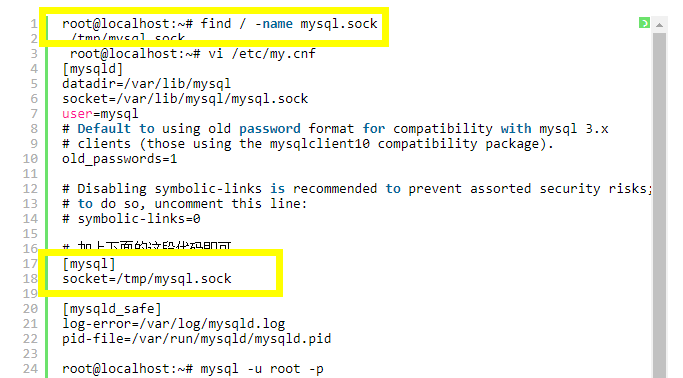 1 root@localhost:~# find / -name mysql.sock
2 /tmp/mysql.sock
3 root@localhost:~# vi /etc/my.cnf
4 [mysqld]
5 datadir=/var/lib/mysql
6 socket=/var/lib/mysql/mysql.sock
7 user=mysql
8 # Default to using old password format for compatibility with mysql 3.x
9 # clients (those using the mysqlclient10 compatibility package).
10 old_passwords=1
11
12 # Disabling symbolic-links is recommended to prevent assorted security risks;
13 # to do so, uncomment this line:
14 # symbolic-links=0
15
16 # 加上下面的这段代码即可
17 [mysql]
18 socket=/tmp/mysql.sock
19
20 [mysqld_safe]
21 log-error=/var/log/mysqld.log
22 pid-file=/var/run/mysqld/mysqld.pid
23
24 root@localhost:~# mysql -u root -p